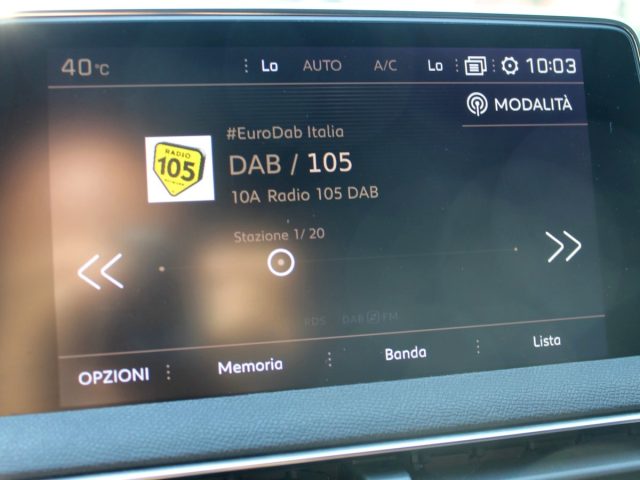 40°C Lo AUTO A/C Lo 10:03
MODALITÀ
#EuroDab Italia
RADIO
105
DAB / 105
10A Radio 105 DAB
Stazione 1/ 20
RDS DAB FM
OPZIONI Memoria Banda Lista